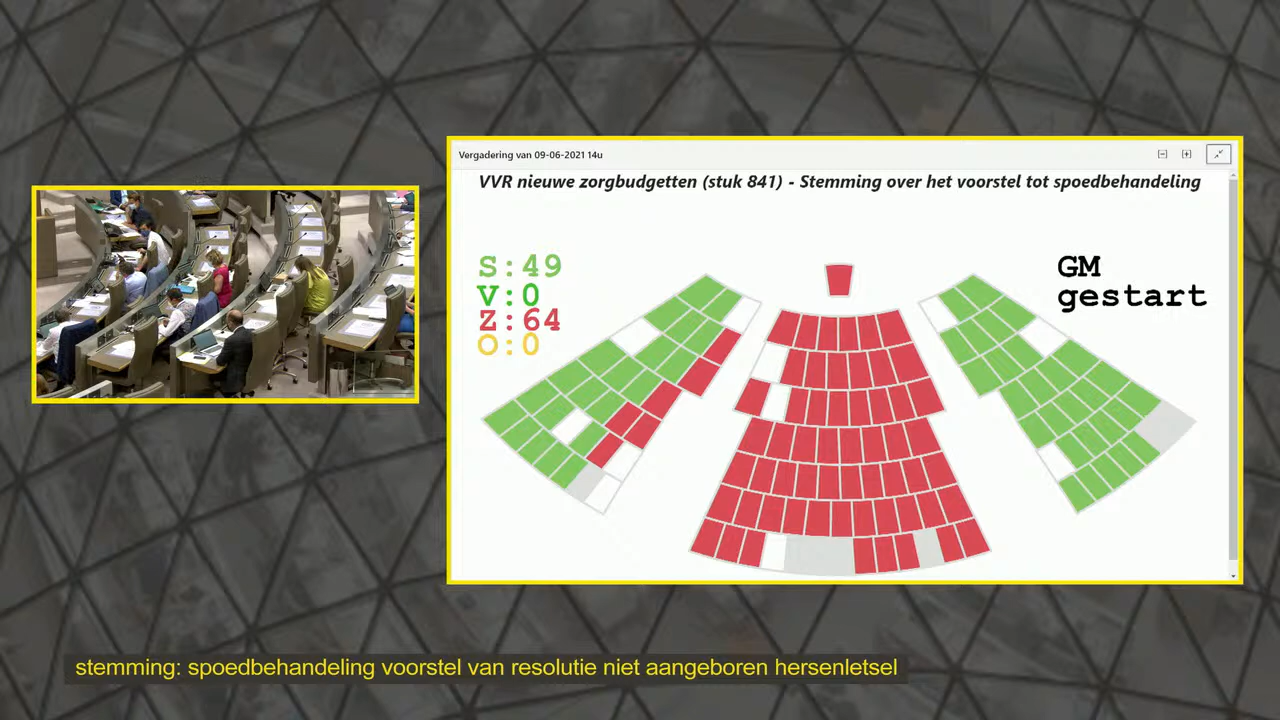 Vergadering van 09-06-2021 14u
VVR nieuwe zorgbudgetten (stuk 841) - Stemming over het voorstel tot spoedbehandeling
S:49
V:0
Z:64
O:0
GM
gestart
stemming: spoedbehandeling voorstel van resolutie niet aangeboren hersenletsel